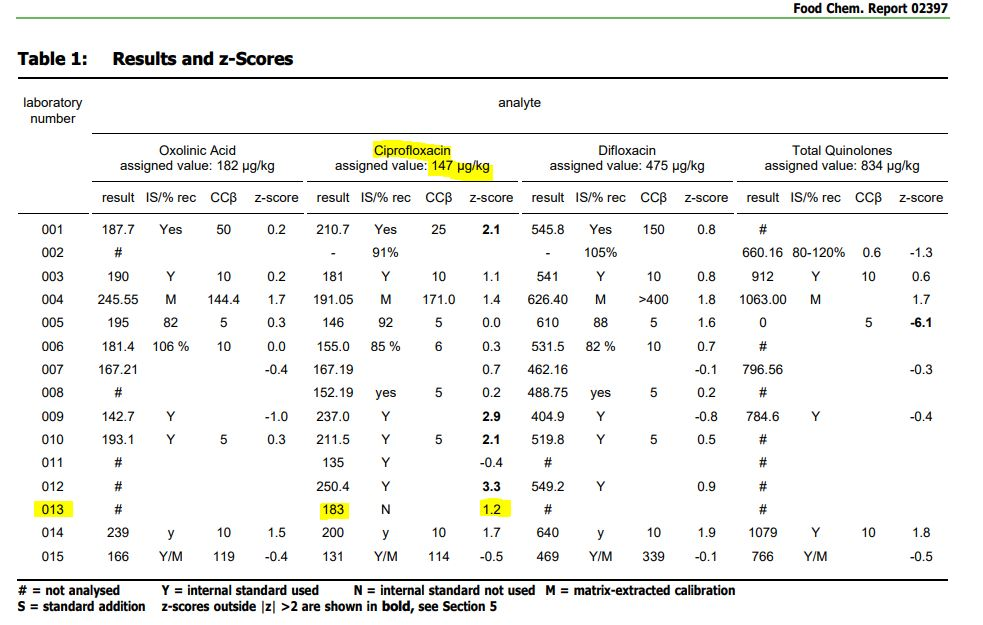 Food Chem. Report 02397
Table 1: Results and z-Scores
laboratory number analyte
Oxolinic Acid Ciprofloxacin Difloxacin Total Quinolones
assigned value: 182 µg/kg assigned value: 147 µg/kg assigned value: 475 µg/kg assigned value: 834 µg/kg
result IS/% rec CCβ z-score result IS/% rec CCβ z-score result IS/% rec CCβ z-score result IS/% rec CCβ z-score
001 187.7 Yes 50 0.2 210.7 Yes 25 2.1 545.8 Yes 150 0.8 #
002 # - 91% - 105% 660.16 80-120% 0.6 -1.3
003 190 Y 10 0.2 181 Y 10 1.1 541 Y 10 0.8 912 Y 10 0.6
004 245.55 M 144.4 1.7 191.05 M 171.0 1.4 626.40 M >400 1.8 1063.00 M 1.7
005 195 82 5 0.3 146 92 5 0.0 610 88 5 1.6 0 5 -6.1
006 181.4 106 % 10 0.0 155.0 85 % 6 0.3 531.5 82 % 10 0.7 #
007 167.21 -0.4 167.19 0.7 462.16 -0.1 796.56 -0.3
008 # 152.19 yes 5 0.2 488.75 yes 5 0.2 #
009 142.7 Y -1.0 237.0 Y 2.9 404.9 Y -0.8 784.6 Y -0.4
010 193.1 Y 5 0.3 211.5 Y 5 2.1 519.8 Y 5 0.5 #
011 # 135 Y -0.4 # #
012 # 250.4 Y 3.3 549.2 Y 0.9 #
013 # 183 N 1.2 # #
014 239 y 10 1.5 200 y 10 1.7 640 y 10 1.9 1079 Y 10 1.8
015 166 Y/M 119 -0.4 131 Y/M 114 -0.5 469 Y/M 339 -0.1 766 Y/M -0.5
# = not analysed Y = internal standard used N = internal standard not used M = matrix-extracted calibration
S = standard addition z-scores outside |z| >2 are shown in bold, see Section 5